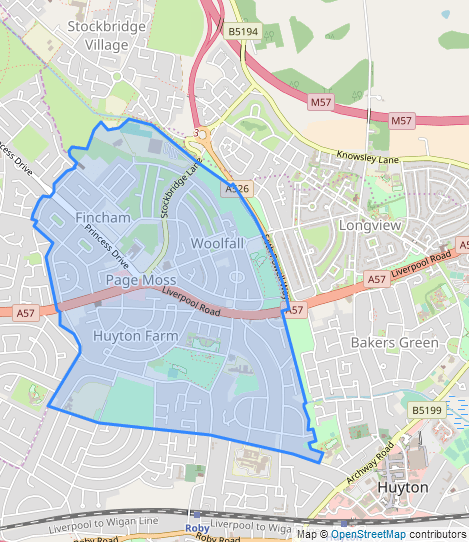 Stockbridge
Village
B5194
M57
M57
Knowsley Lane
3
Princess Drive
Stockbridge Lane
A526
Fincham
Woolfall
Longview
Princess Drive
Page Moss
Liverpool Road
A57
A57
Liverpool Road
A57
A57
Huyton Farm
Bakers Green
B5199
Archway Road
Huyton
Roby
Liverpool to Wigan Line
Liverpool to Wigan L
Roby Road
Roby Road
Map © OpenStreetMap contributors